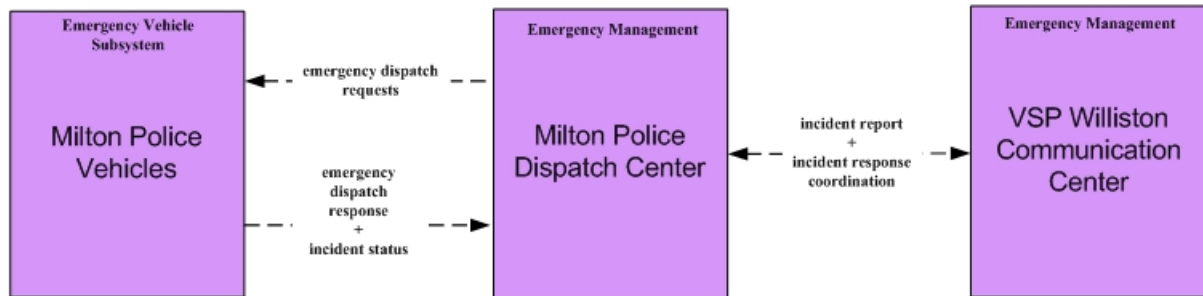 Emergency Vehicle
Subsystem
Milton Police
Vehicles
emergency dispatch
requests
emergency
dispatch
response
+
incident status
Emergency Management
Milton Police
Dispatch Center
incident report
+
incident response
coordination
Emergency Management
VSP Williston
Communication
Center